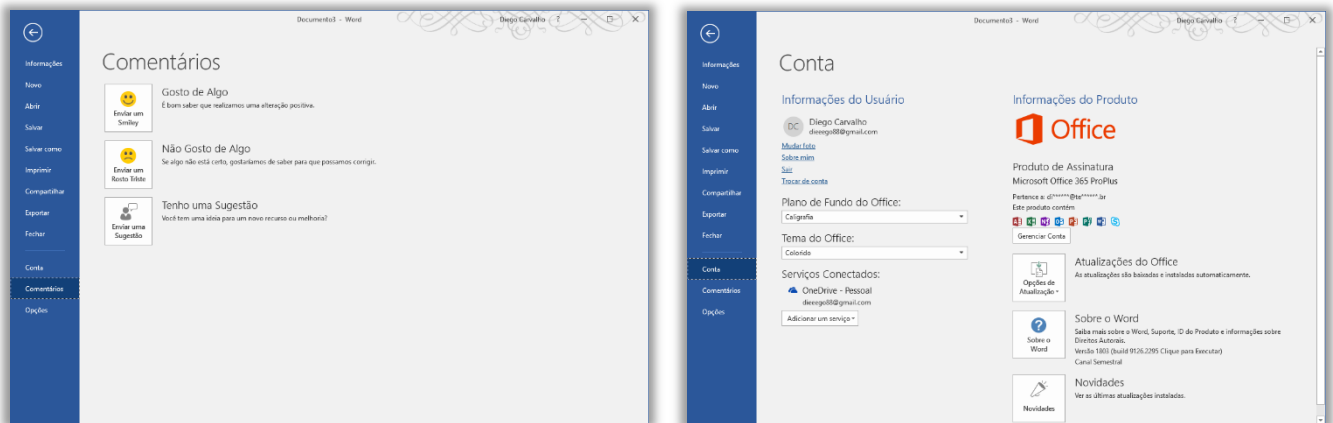 Documento3 - Word
Diego Carvalho
?
Informações
Novo
Abrir
Salvar
Salvar como
Imprimir
Compartilhar
Exportar
Fechar
Conta
Comentários
Opções
Comentários
Enviar um
Smiley
Gosto de Algo
É bom saber que realizamos uma alteração positiva.
Enviar um
Rosto Triste
Não Gosto de Algo
Se algo não está certo, gostaríamos de saber para que possamos corrigir.
Enviar uma
Sugestão
Tenho uma Sugestão
Você tem uma ideia para um novo recurso ou melhoria?
Documento3 - Word
Diego Carvalho
?
Informações
Novo
Abrir
Salvar
Salvar como
Imprimir
Compartilhar
Exportar
Fechar
Conta
Comentários
Opções
Conta
Informações do Usuário
DC
Diego Carvalho
dieeego88@gmail.com
Mudar foto
Sobre mim
Sair
Trocar de conta
Plano de Fundo do Office:
Caligrafia
Tema do Office:
Colorido
Serviços Conectados:
OneDrive - Pessoal
dieeego88@gmail.com
Adicionar um serviço
Informações do Produto
Office
Produto de Assinatura
Microsoft Office 365 ProPlus
Pertence a: di******@te******.br
Este produto contém
Gerenciar Conta
Opções de
Atualização
Atualizações do Office
As atualizações são baixadas e instaladas automaticamente.
Sobre o
Word
Sobre o Word
Saiba mais sobre o Word, Suporte, ID do Produto e informações sobre
Direitos Autorais.
Versão 1803 (build 9126.2295 Clique para Executar)
Canal Semestral
Novidades
Novidades
Ver as últimas atualizações instaladas.